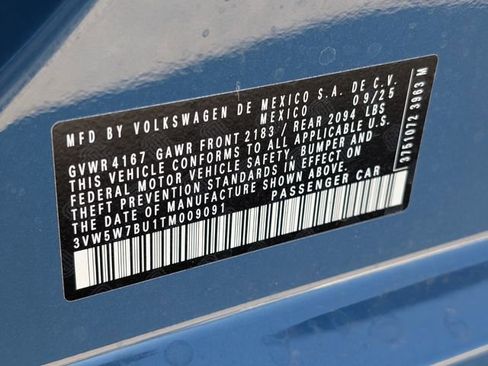 MFD BY VOLKSWAGEN DE MEXICO S.A. DE C.V.
MEXICO 09/25
GVWR 4167 GAWR FRONT 2183 / REAR 2094 LBS
THIS VEHICLE CONFORMS TO ALL APPLICABLE U.S.
FEDERAL MOTOR VEHICLE SAFETY, BUMPER AND
THEFT PREVENTION STANDARDS IN EFFECT ON
THE DATE OF MANUFACTURE SHOWN ABOVE.
3VW5W7BU1TM009091 PASSENGER CAR
3151072 3963 M